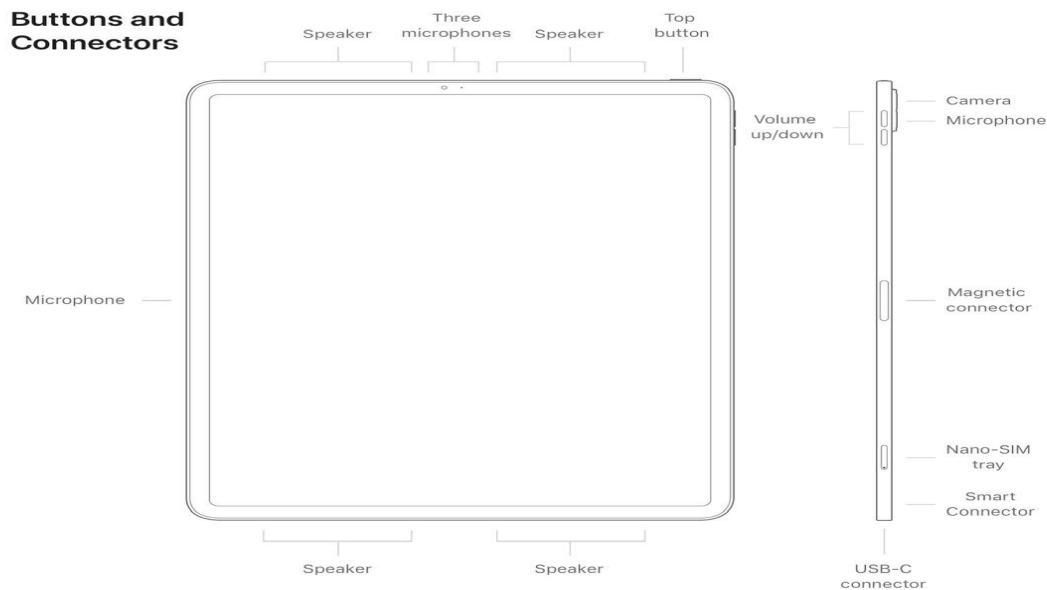 Buttons and
Connectors
Speaker
Three
microphones
Speaker
Top
button
Volume
up/down
Camera
Microphone
Microphone
Magnetic
connector
Nano-SIM
tray
Smart
Connector
Speaker
Speaker
USB-C
connector